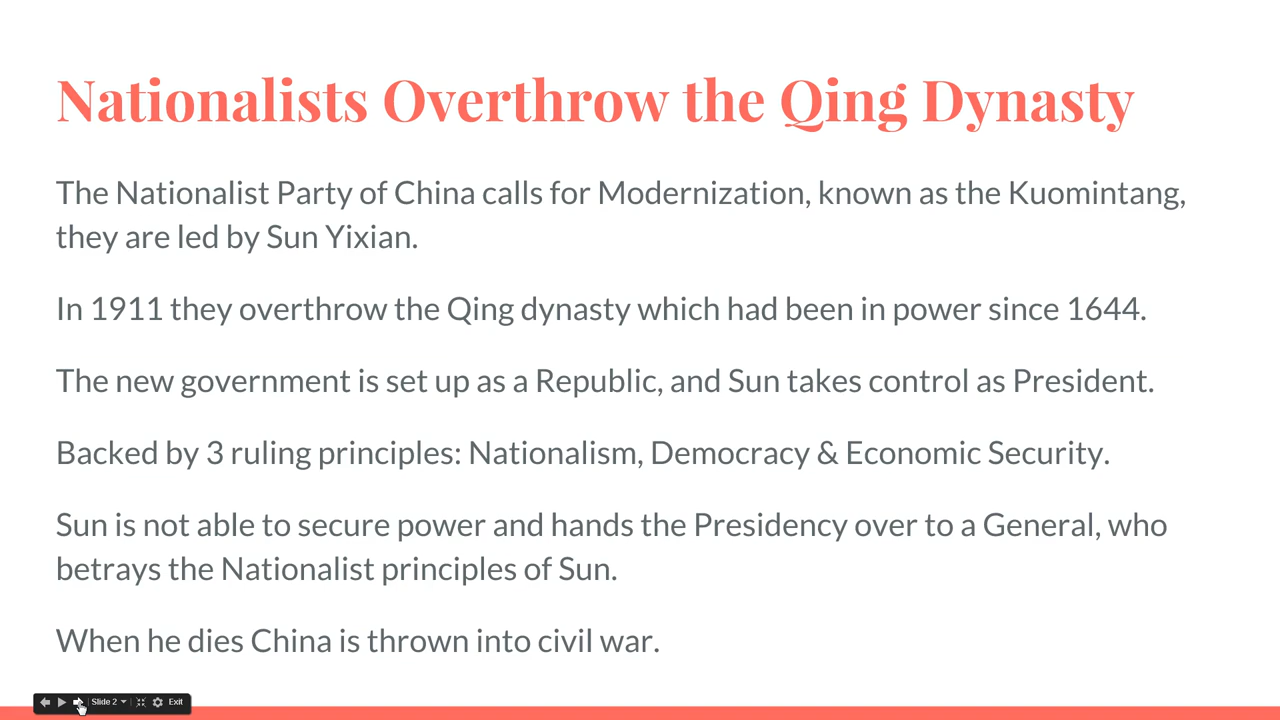 Nationalists Overthrow the Qing Dynasty
The Nationalist Party of China calls for Modernization, known as the Kuomintang,
they are led by Sun Yixian.
In 1911 they overthrow the Qing dynasty which had been in power since 1644.
The new government is set up as a Republic, and Sun takes control as President.
Backed by 3 ruling principles: Nationalism, Democracy & Economic Security.
Sun is not able to secure power and hands the Presidency over to a General, who
betrays the Nationalist principles of Sun.
When he dies China is thrown into civil war.
Slide 2 Exit